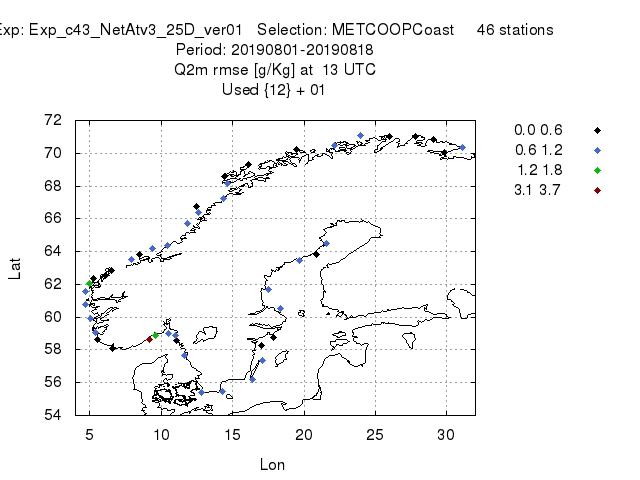 Exp: Exp_c43_NetAtv3_25D_ver01 Selection: METCOOPCoast 46 stations
Period: 20190801-20190818
Q2m rmse [g/Kg] at 13 UTC
Used {12} + 01
72
70
68
66
64
62
60
58
56
54
Lat
5 10 15 20 25 30
Lon
0.0 0.6
0.6 1.2
1.2 1.8
3.1 3.7